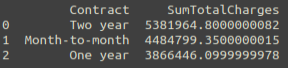 Contract SumTotalCharges
0 Two year 5381964.8000000082
1 Month-to-month 4484799.3500000015
2 One year 3866446.0999999978